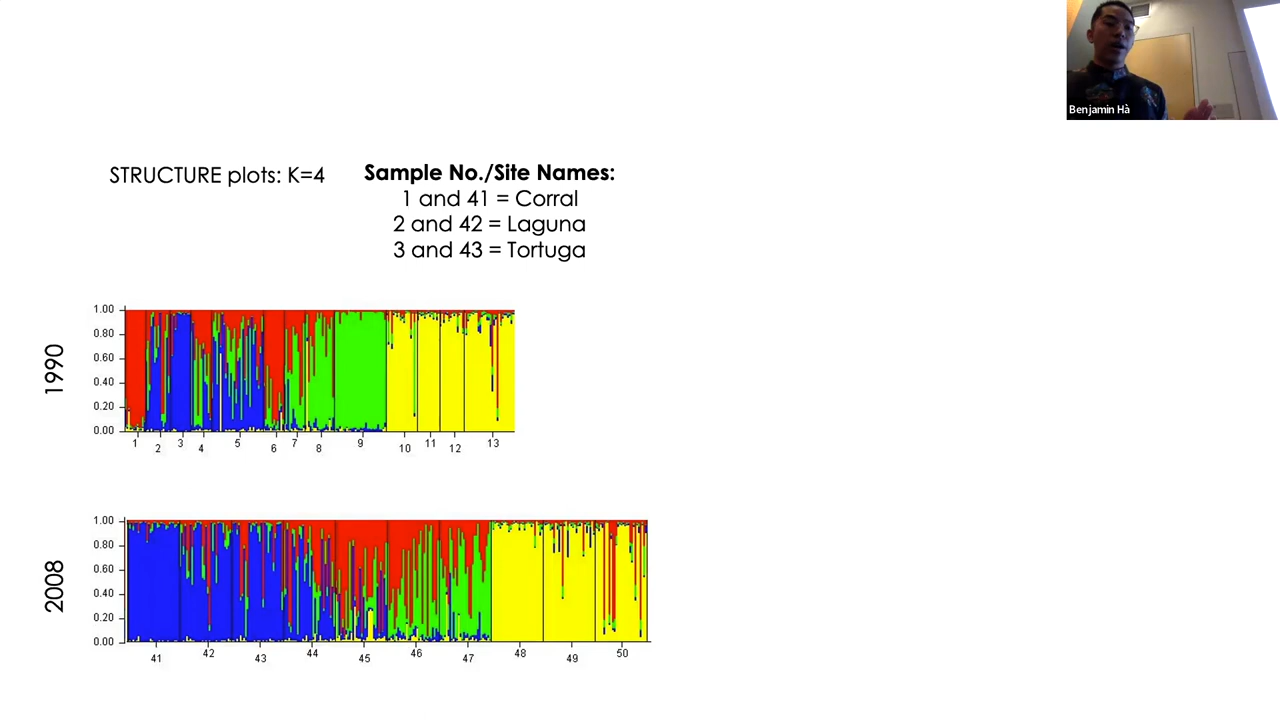 Benjamin Hà
STRUCTURE plots: K=4
Sample No./Site Names:
1 and 41 = Corral
2 and 42 = Laguna
3 and 43 = Tortuga
1990
1.00
0.80
0.60
0.40
0.20
0.00
1 2 3 4 5 6 7 8 9 10 11 12 13
2008
1.00
0.80
0.60
0.40
0.20
0.00
41 42 43 44 45 46 47 48 49 50